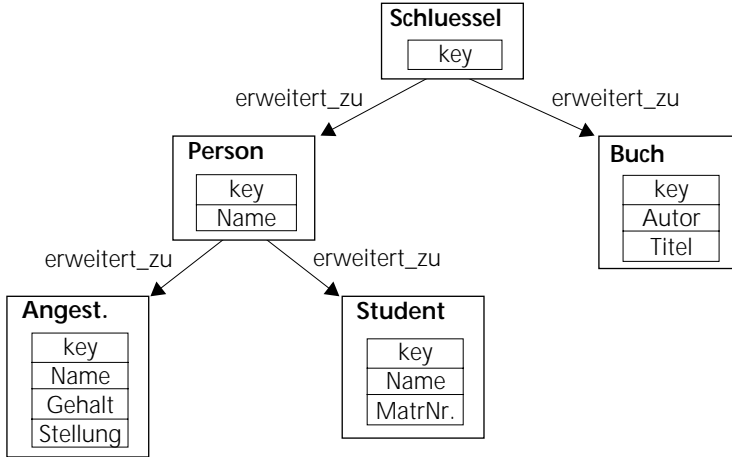 Schluessel
key
erweitert_zu
erweitert_zu
Person
key
Name
Buch
key
Autor
Titel
erweitert_zu
erweitert_zu
Angest.
key
Name
Gehalt
Stellung
Student
key
Name
MatrNr.